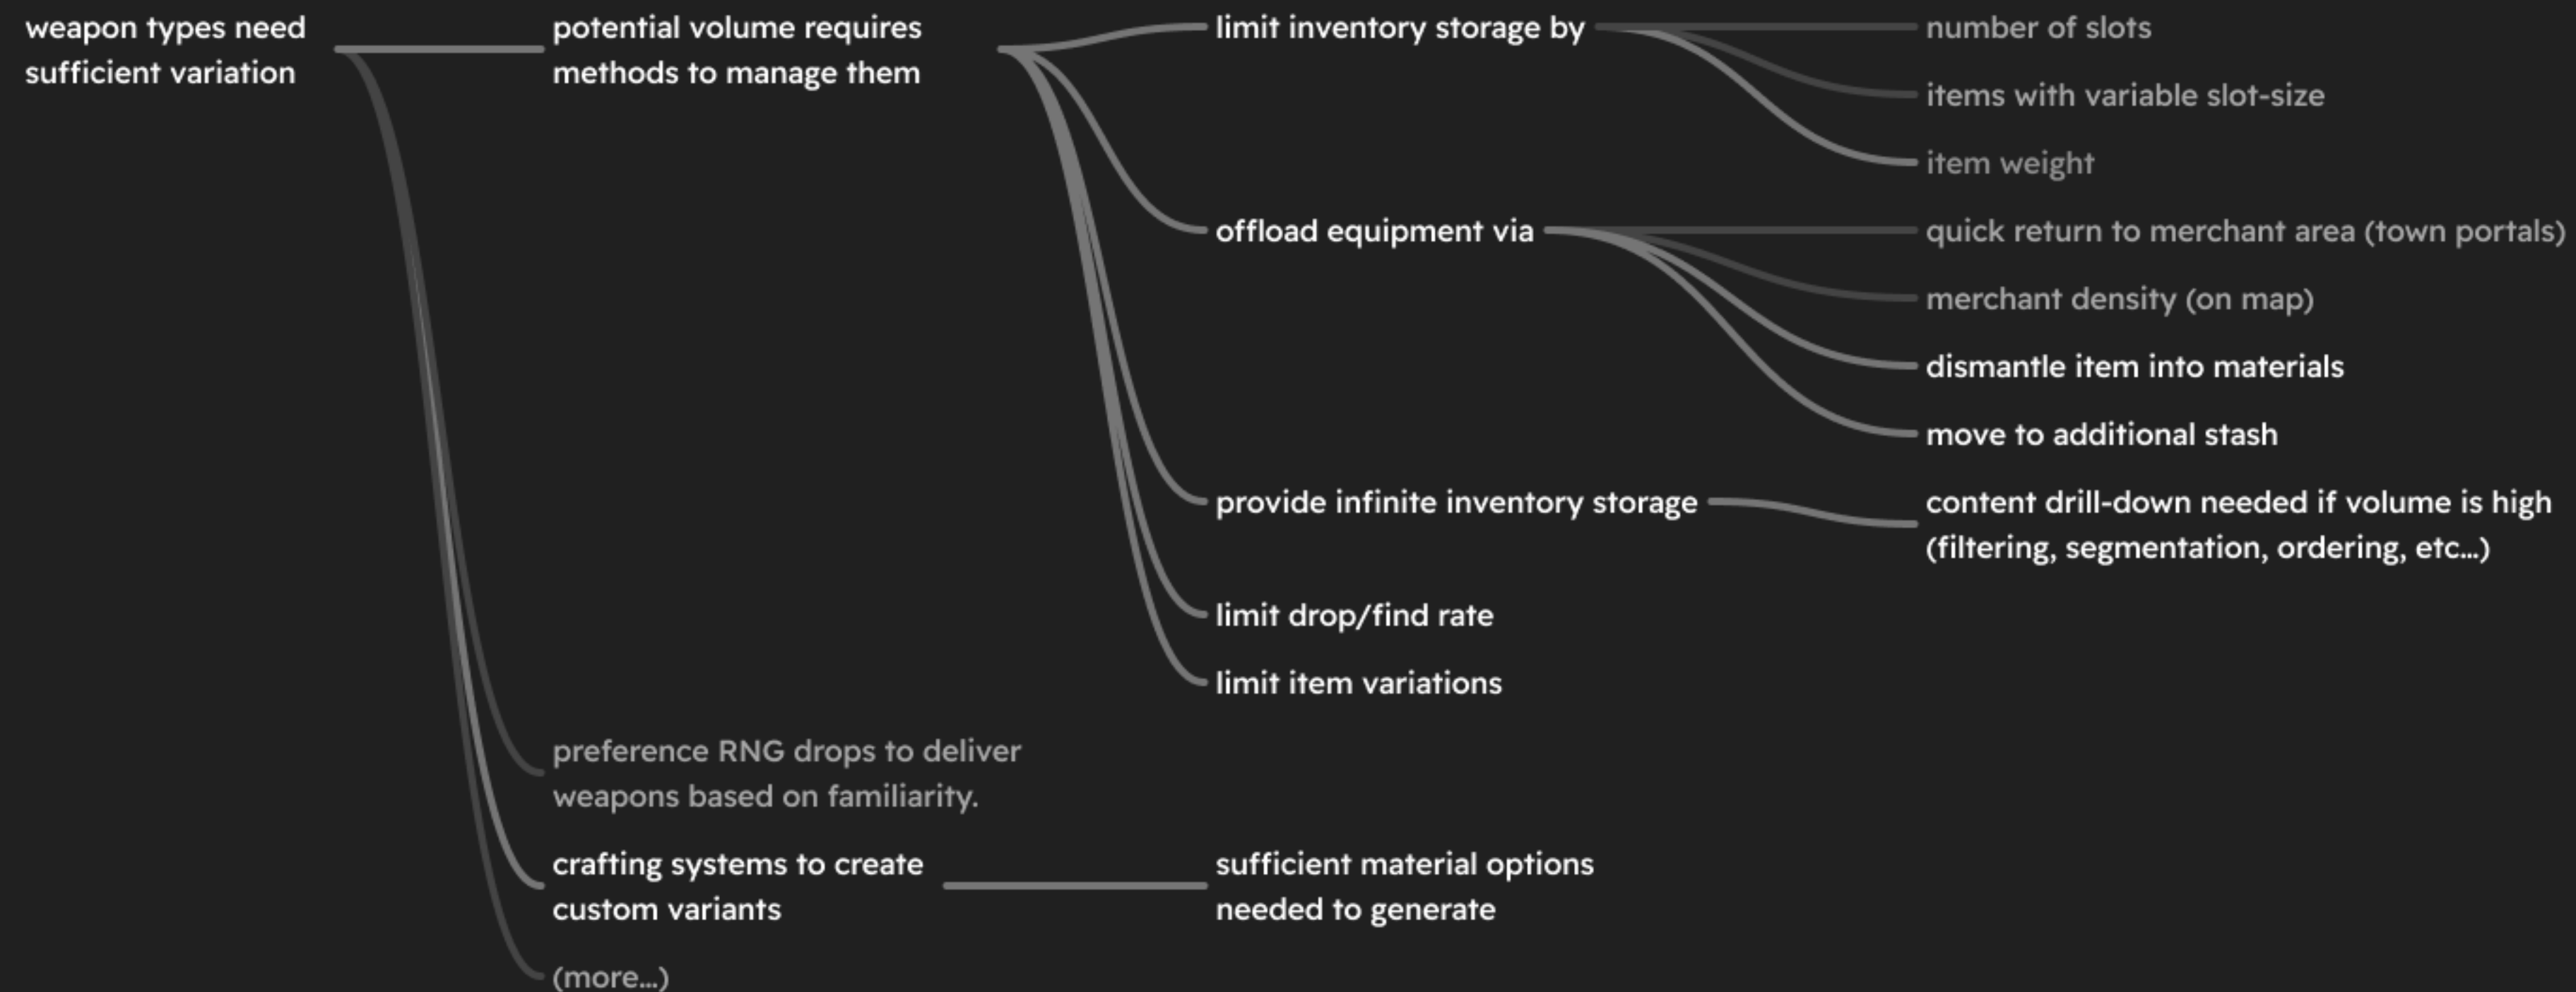 weapon types need
sufficient variation
potential volume requires
methods to manage them
limit inventory storage by
number of slots
items with variable slot-size
item weight
offload equipment via
quick return to merchant area (town portals)
merchant density (on map)
dismantle item into materials
move to additional stash
provide infinite inventory storage
content drill-down needed if volume is high
(filtering, segmentation, ordering, etc...)
limit drop/find rate
limit item variations
preference RNG drops to deliver
weapons based on familiarity.
crafting systems to create
custom variants
sufficient material options
needed to generate
(more...)